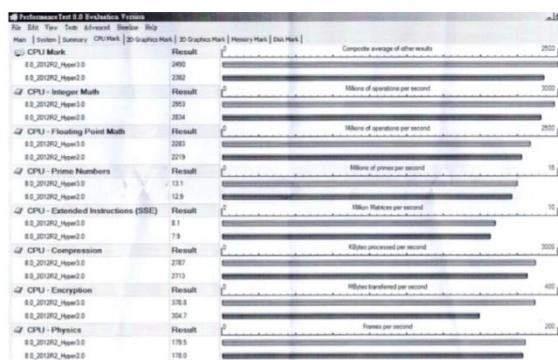 PerformanceTest 8.0 Evaluation Version
File Edit View Tests Advanced Baseline Help
Main System Summary CPU Mark 2D Graphics Mark 3D Graphics Mark Memory Mark Disk Mark
CPU Mark Result 0 Composite average of other results 2500
8.0_2012R2_Hyper3.0 2490
8.0_2012R2_Hyper2.0 2382
CPU - Integer Math Result 0 Millions of operations per second 3000
8.0_2012R2_Hyper3.0 2953
8.0_2012R2_Hyper2.0 2834
CPU - Floating Point Math Result 0 Millions of operations per second 2500
8.0_2012R2_Hyper3.0 2283
8.0_2012R2_Hyper2.0 2219
CPU - Prime Numbers Result 0 Millions of primes per second 15
8.0_2012R2_Hyper3.0 13.1
8.0_2012R2_Hyper2.0 12.9
CPU - Extended Instructions (SSE) Result 0 Million Matrices per second 10
8.0_2012R2_Hyper3.0 8.1
8.0_2012R2_Hyper2.0 7.9
CPU - Compression Result 0 KBytes processed per second 3000
8.0_2012R2_Hyper3.0 2787
8.0_2012R2_Hyper2.0 2713
CPU - Encryption Result 0 MBytes transferred per second 400
8.0_2012R2_Hyper3.0 370.8
8.0_2012R2_Hyper2.0 304.7
CPU - Physics Result 0 Frames per second 200
8.0_2012R2_Hyper3.0 179.5
8.0_2012R2_Hyper2.0 178.0